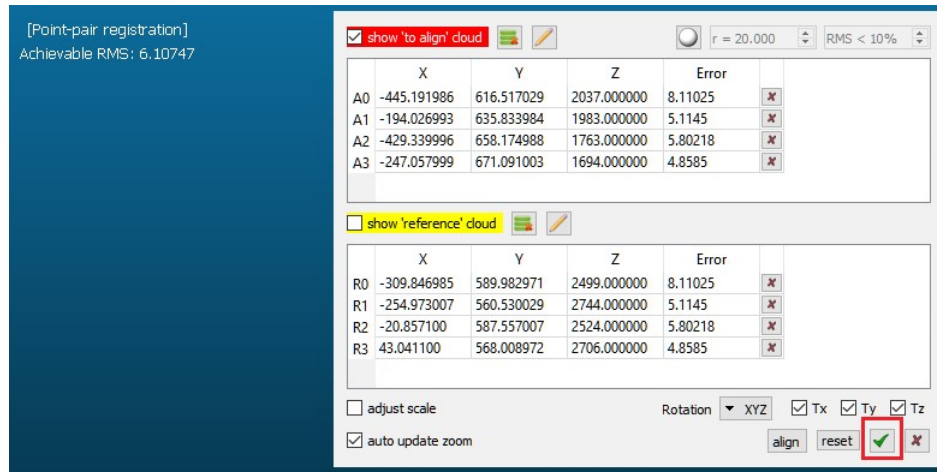 [Point-pair registration]
Achievable RMS: 6.10747
show 'to align' cloud r = 20.000 RMS < 10%
X Y Z Error
A0 -445.191986 616.517029 2037.000000 8.11025
A1 -194.026993 635.833984 1983.000000 5.1145
A2 -429.339996 658.174988 1763.000000 5.80218
A3 -247.057999 671.091003 1694.000000 4.8585
show 'reference' cloud
X Y Z Error
R0 -309.846985 589.982971 2499.000000 8.11025
R1 -254.973007 560.530029 2744.000000 5.1145
R2 -20.857100 587.557007 2524.000000 5.80218
R3 43.041100 568.008972 2706.000000 4.8585
adjust scale Rotation XYZ Tx Ty Tz
auto update zoom align reset